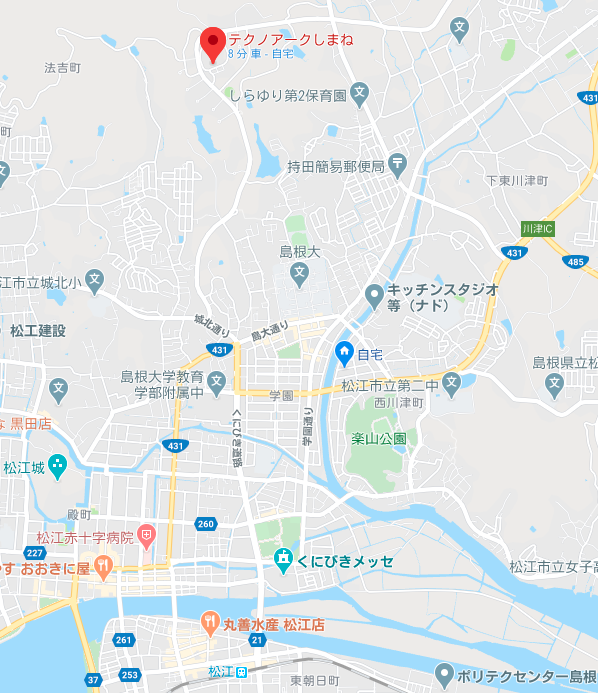 テクノアークしまね
8 分 車 - 自宅
法吉町
しらゆり第2保育園
431
町
持田簡易郵便局
下東川津町
川津IC
431
485
島根大
江市立城北小
キッチンスタジオ
等（ナド）
城北通り
島大通り
松工建設
431
自宅
島根大学教育
学部附属中
松江市立第二中
島根県立松
学園
西川津町
な 黒田店
くにびき道路
学園通り
楽山公園
431
松江城
殿町
260
松江赤十字病院
227
くにびきメッセ
やす おおきに屋
松江市立女子高
丸善水産 松江店
261
21
253
37
松江
東朝日町
ポリテクセンター島根